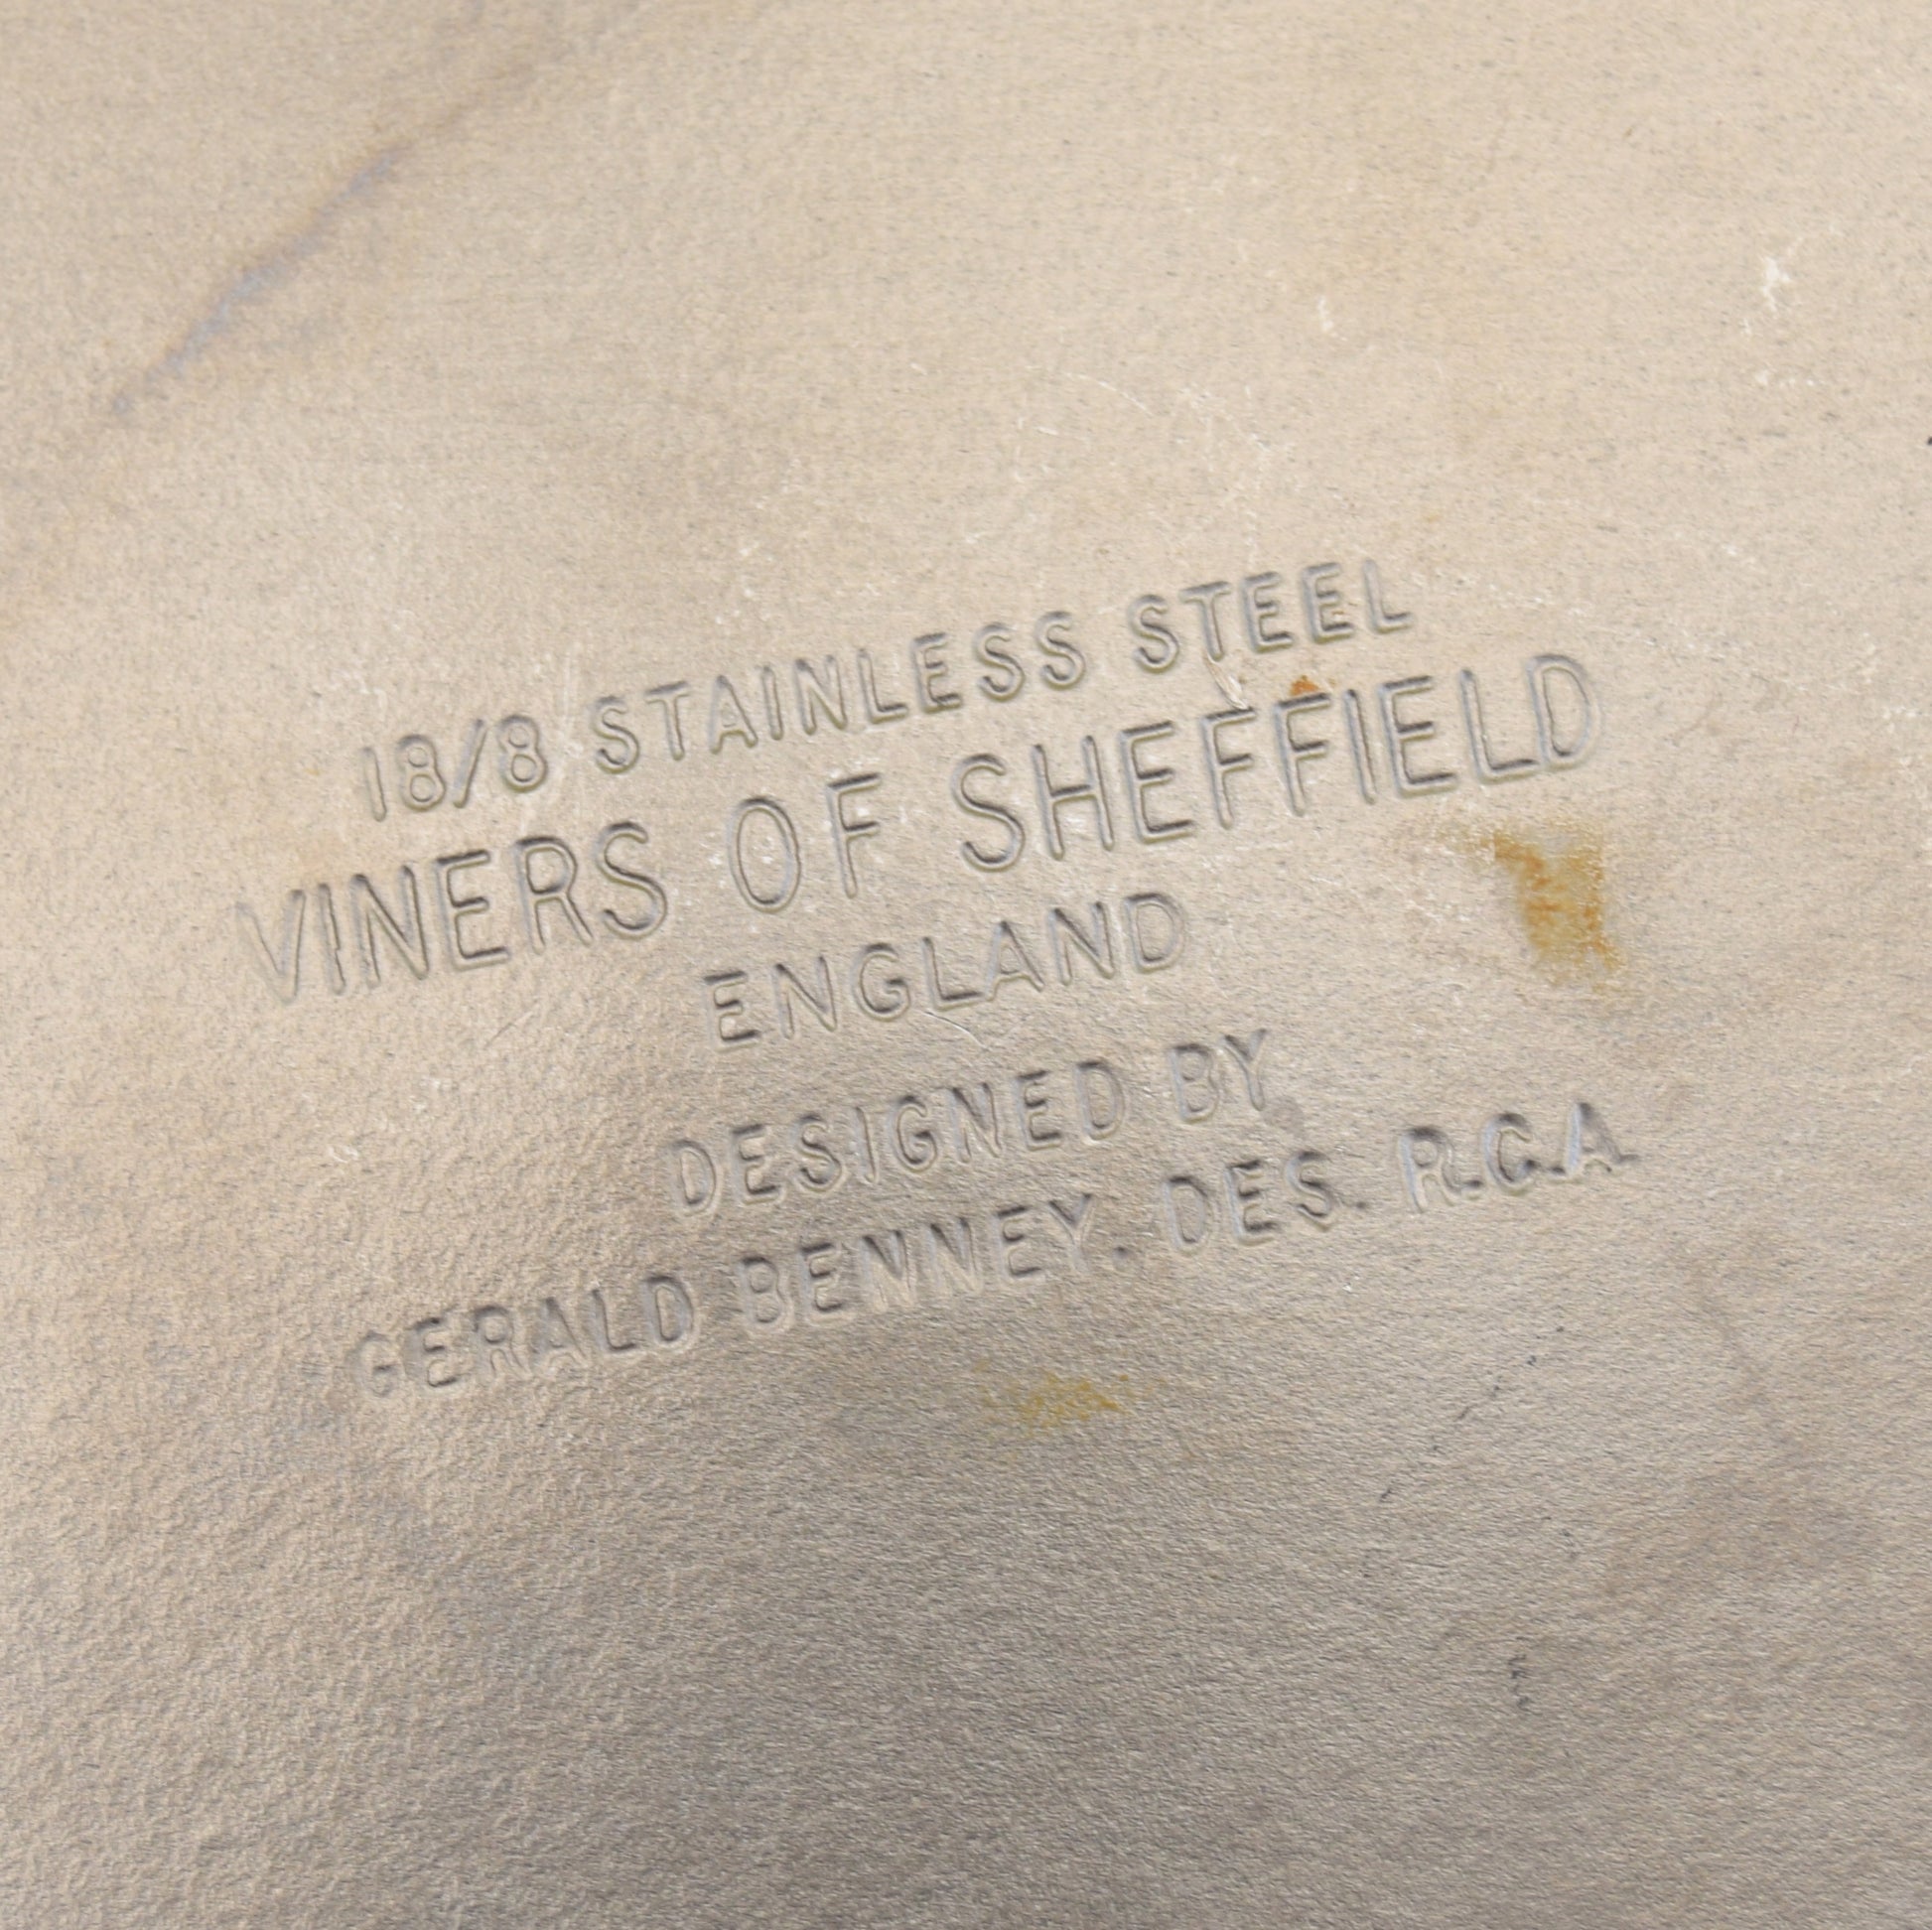 18/8 STAINLESS STEEL
VINERS OF SHEFFIELD
ENGLAND
DESIGNED BY
GERALD BENNEY. DES. R.C.A.